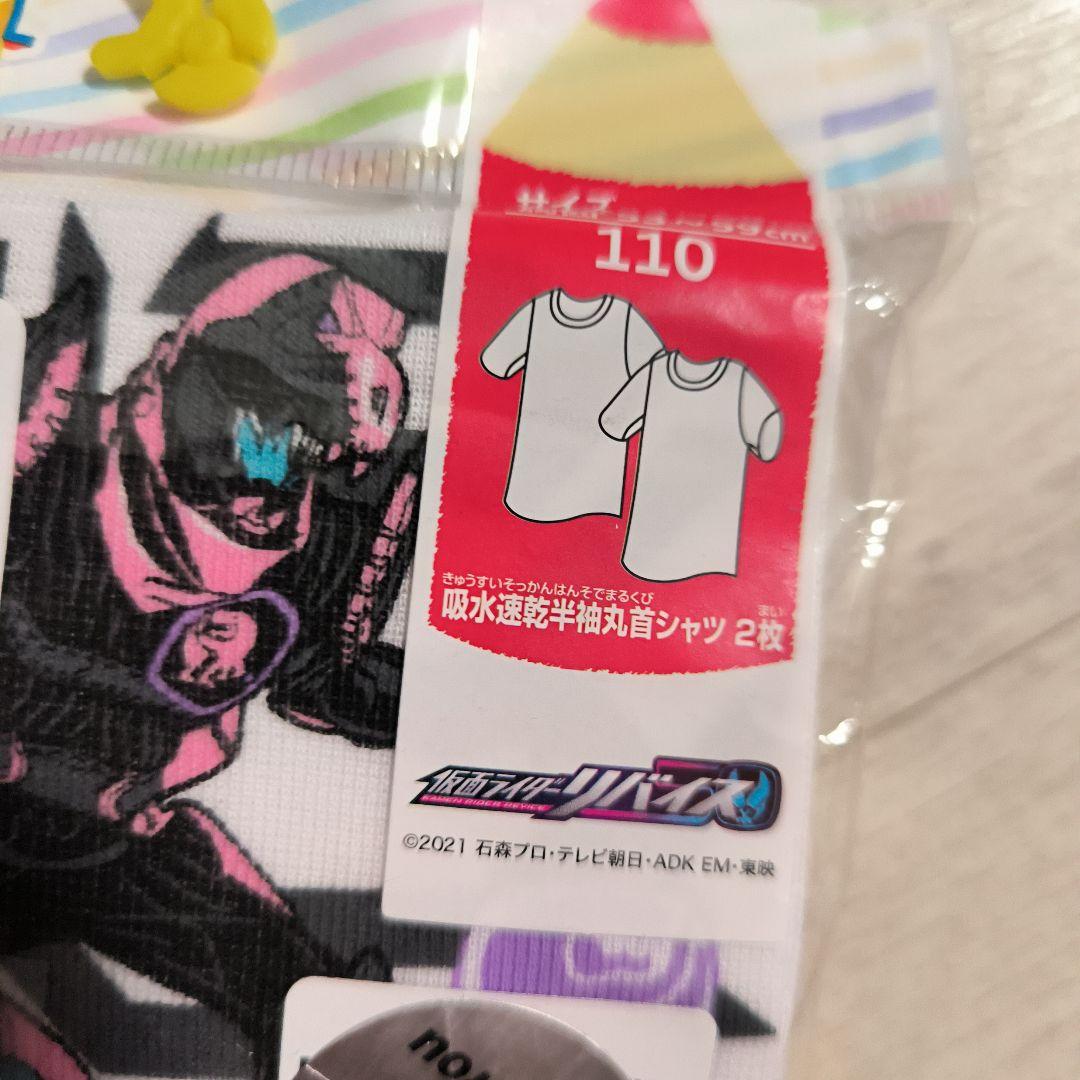 サイズ
110
きゅうすいそっかんはんそでまるくび
吸水速乾半袖丸首シャツ 2枚
まい
仮面ライダーリバイス
KAMEN RIDER REVICE
©2021 石森プロ・テレビ朝日・ADK EM・東映